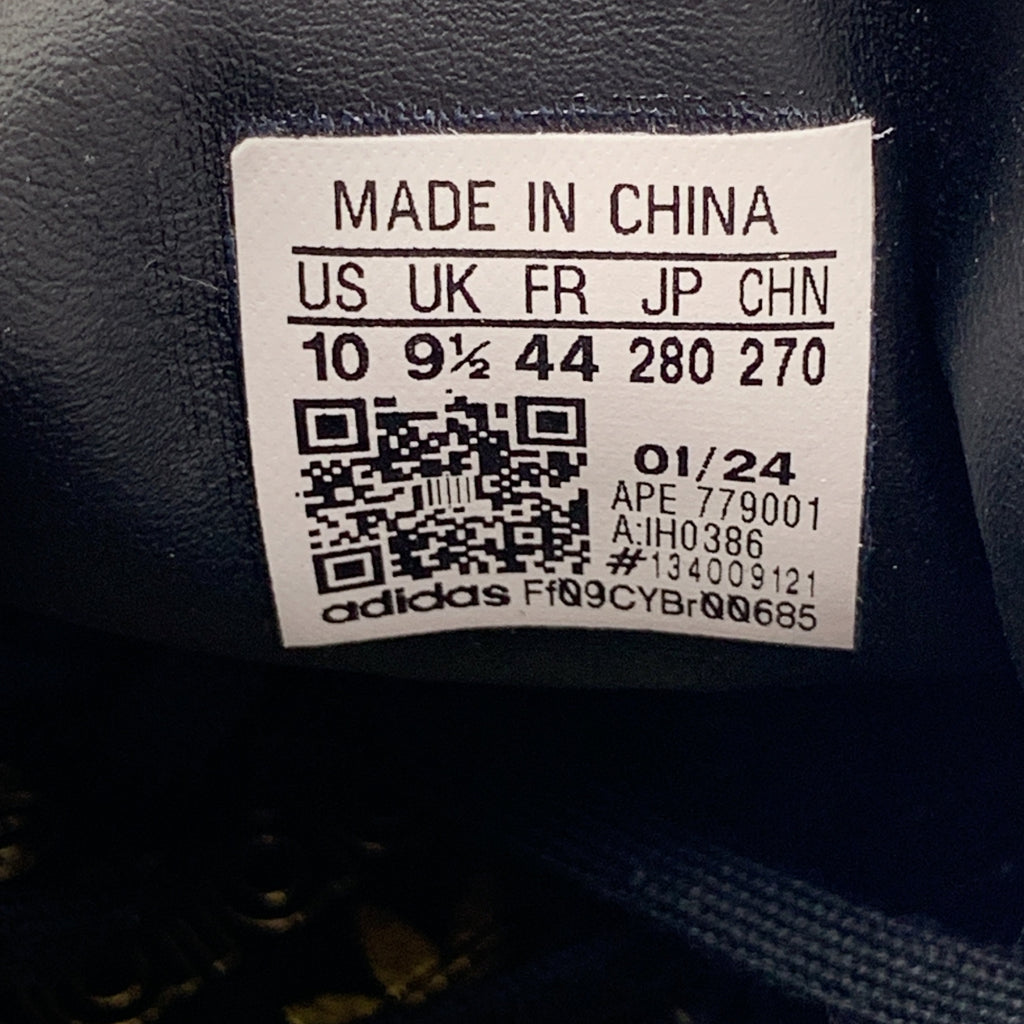 MADE IN CHINA
US UK FR JP CHN
10 9½ 44 280 270
01/24
APE 779001
A:IH0386
#134009121
adidas Ff09CYBr00685